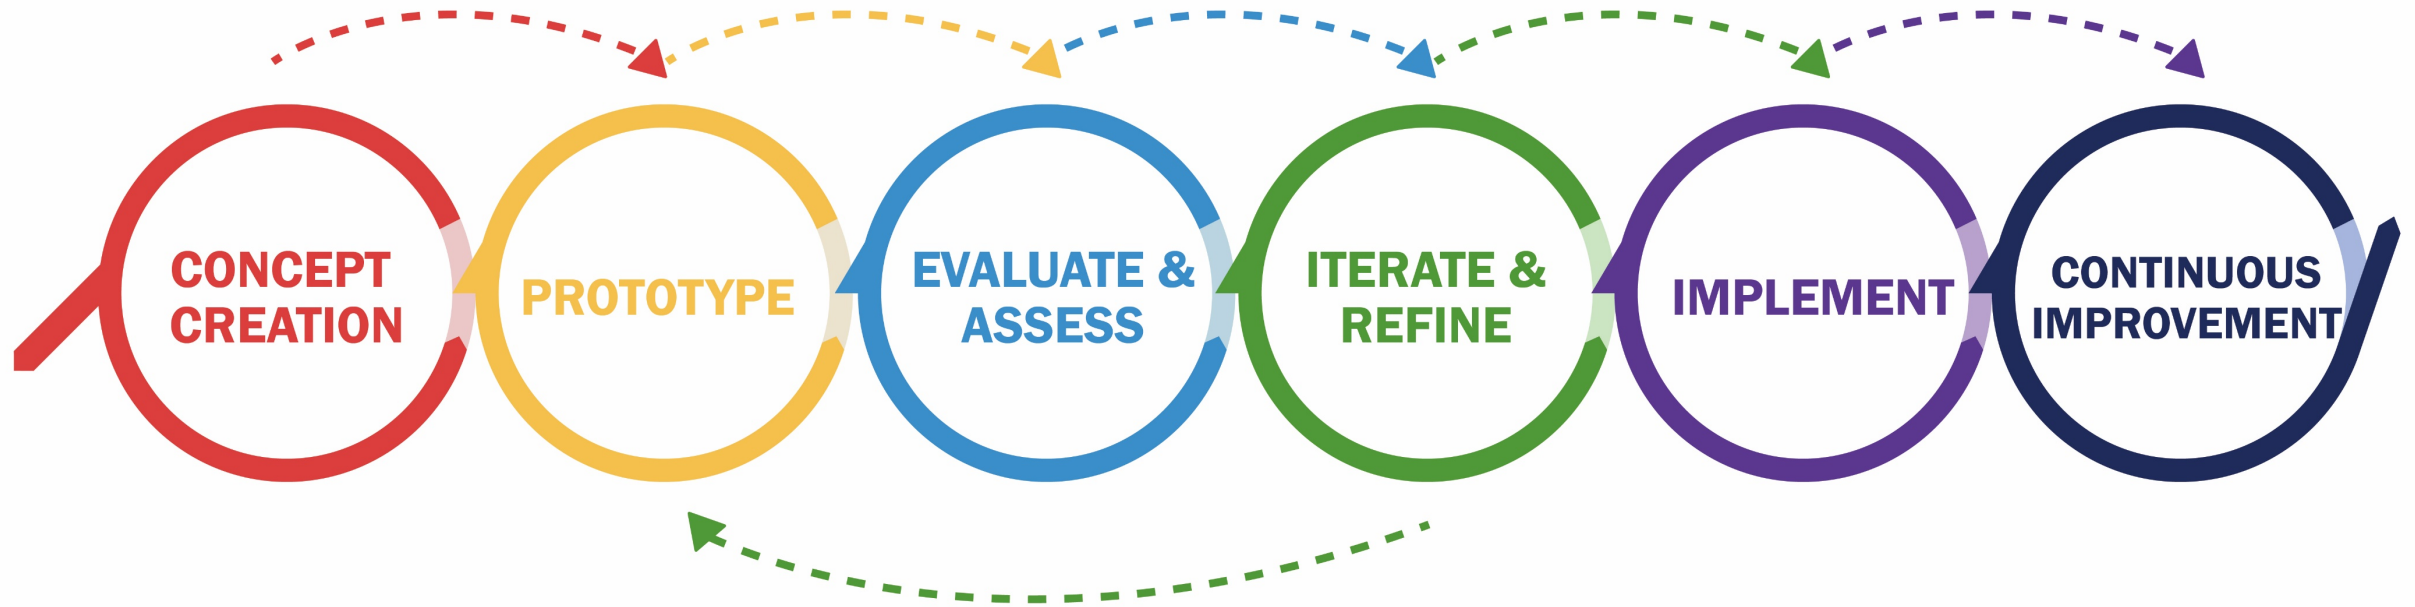 CONCEPT
CREATION
PROTOTYPE
EVALUATE &
ASSESS
ITERATE &
REFINE
IMPLEMENT
CONTINUOUS
IMPROVEMENT